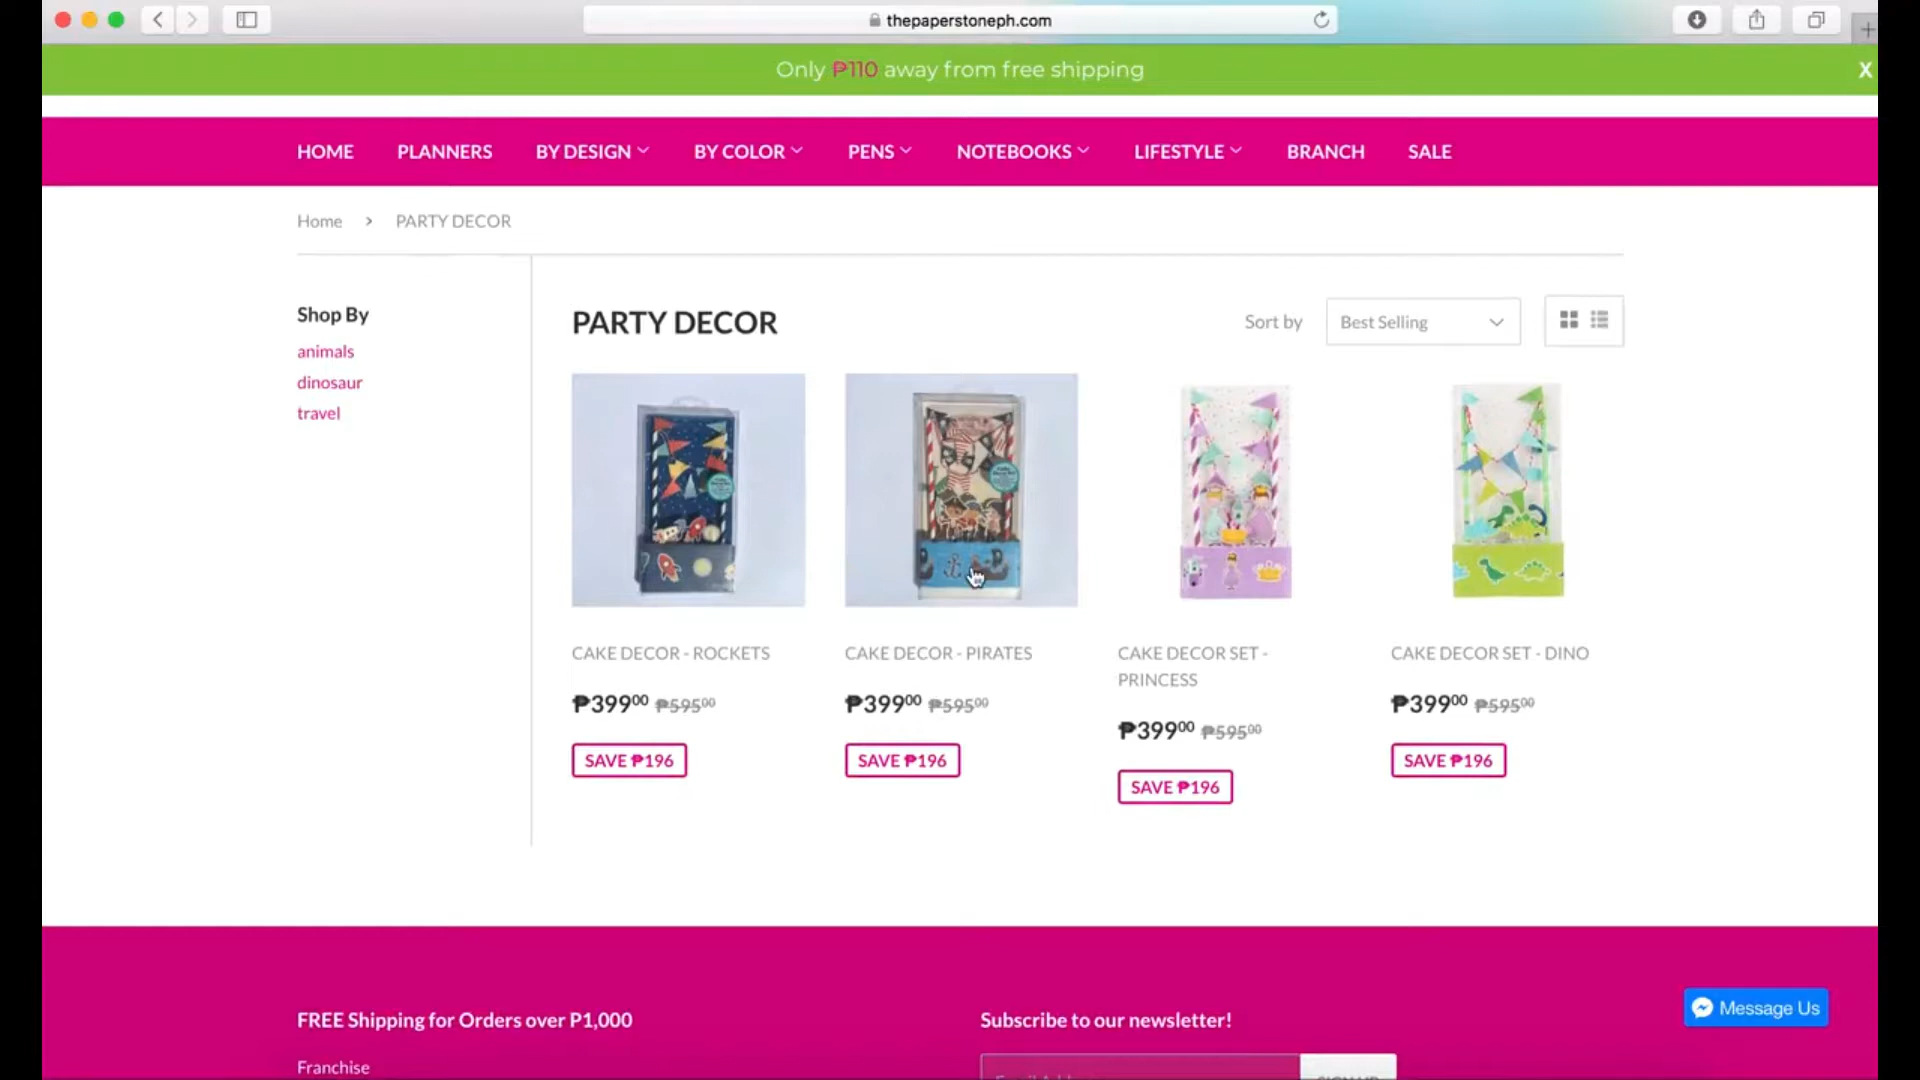 thepaperstoneph.com
Only ₱110 away from free shipping
X
HOME PLANNERS BY DESIGN BY COLOR PENS NOTEBOOKS LIFESTYLE BRANCH SALE
Home > PARTY DECOR
Shop By
animals
dinosaur
travel
PARTY DECOR
Sort by
Best Selling
CAKE DECOR - ROCKETS
₱399⁰⁰ ₱595⁰⁰
SAVE ₱196
CAKE DECOR - PIRATES
₱399⁰⁰ ₱595⁰⁰
SAVE ₱196
CAKE DECOR SET -
PRINCESS
₱399⁰⁰ ₱595⁰⁰
SAVE ₱196
CAKE DECOR SET - DINO
₱399⁰⁰ ₱595⁰⁰
SAVE ₱196
FREE Shipping for Orders over P1,000
Franchise
Subscribe to our newsletter!
Message Us